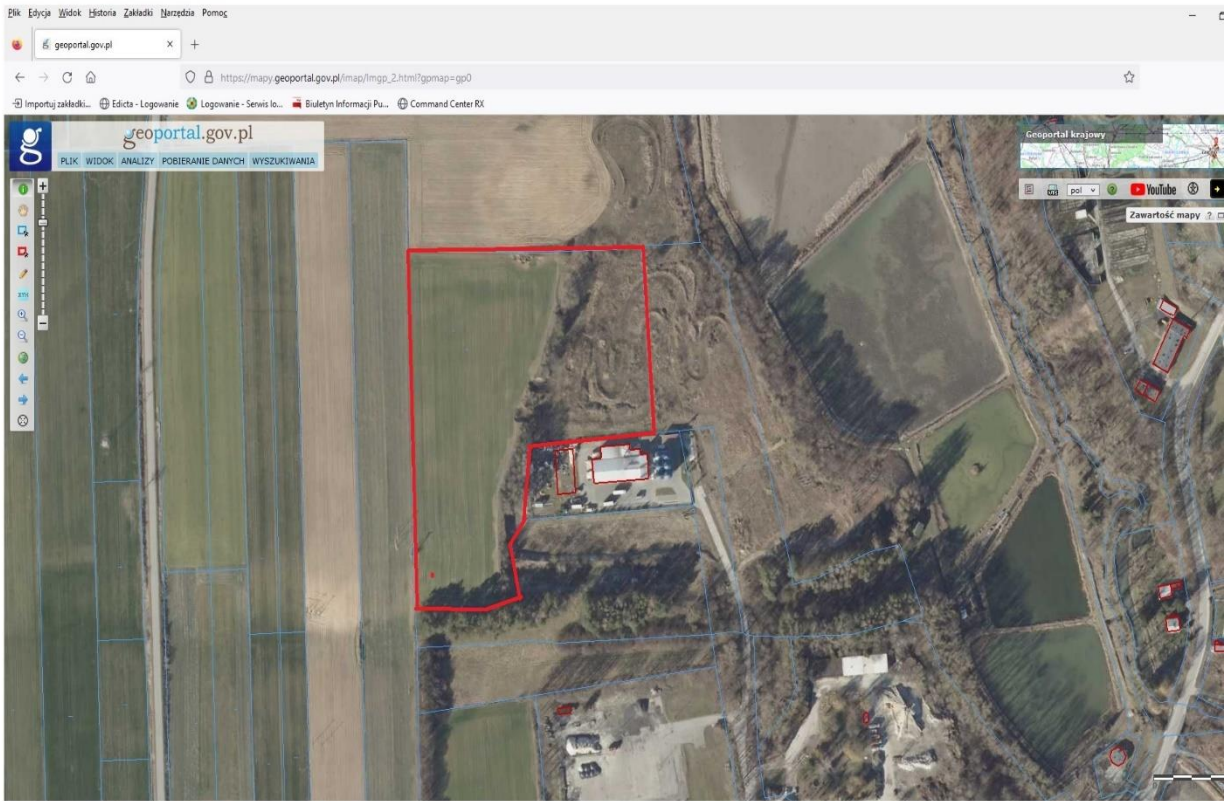 Plik Edycja Widok Historia Zakładki Narzędzia Pomoc
geoportal.gov.pl
https://mapy.geoportal.gov.pl/imap/Imgp_2.html?gpmap=gp0
Importuj zakładki... Edicta - Logowanie Logowanie - Serwis lo... Biuletyn Informacji Pu... Command Center RX
geoportal.gov.pl
PLIK WIDOK ANALIZY POBIERANIE DANYCH WYSZUKIWANIA
Geoportal krajowy
pol YouTube
Zawartość mapy ?